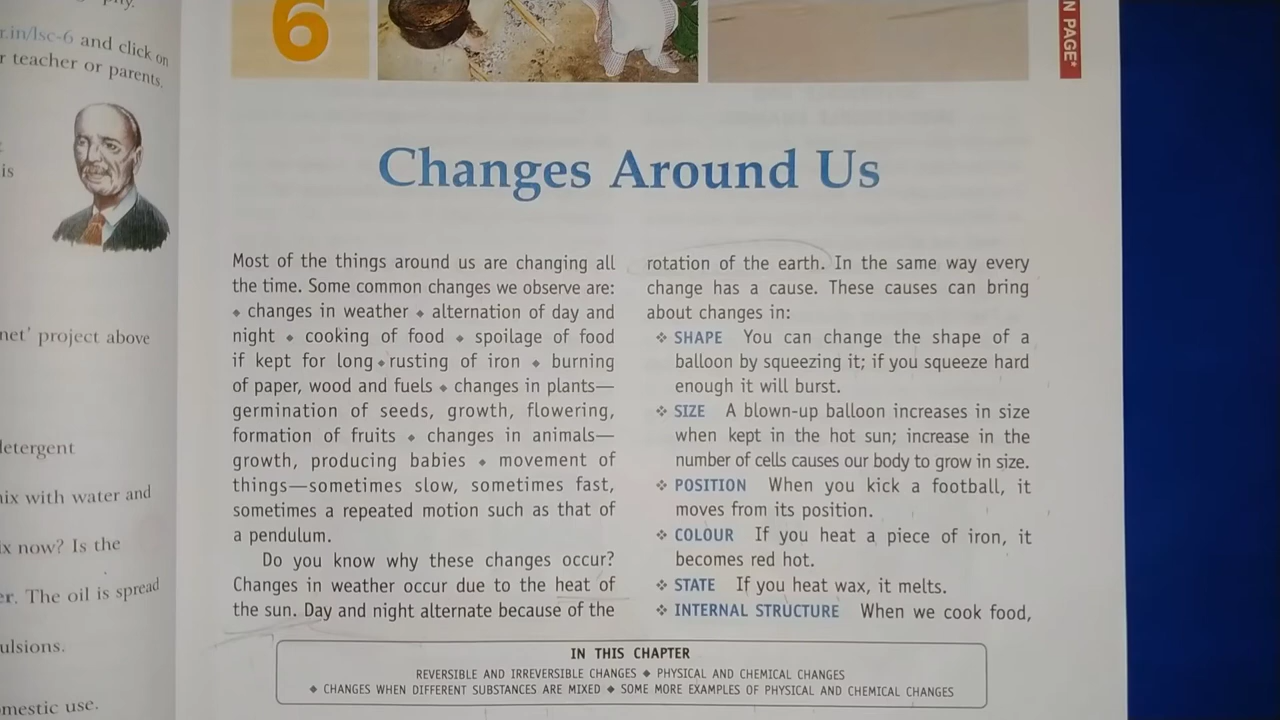 phy.
r.in/lsc-6 and click on
r teacher or parents.
is
net' project above
detergent
mix with water and
x now? Is the
er. The oil is spread
ulsions.
omestic use.
6
N PAGE*
Changes Around Us
Most of the things around us are changing all
the time. Some common changes we observe are:
❖ changes in weather ❖ alternation of day and
night ❖ cooking of food ❖ spoilage of food
if kept for long ❖ rusting of iron ❖ burning
of paper, wood and fuels ❖ changes in plants—
germination of seeds, growth, flowering,
formation of fruits ❖ changes in animals—
growth, producing babies ❖ movement of
things—sometimes slow, sometimes fast,
sometimes a repeated motion such as that of
a pendulum.
Do you know why these changes occur?
Changes in weather occur due to the heat of
the sun. Day and night alternate because of the
rotation of the earth. In the same way every
change has a cause. These causes can bring
about changes in:
❖ SHAPE You can change the shape of a
balloon by squeezing it; if you squeeze hard
enough it will burst.
❖ SIZE A blown-up balloon increases in size
when kept in the hot sun; increase in the
number of cells causes our body to grow in size.
❖ POSITION When you kick a football, it
moves from its position.
❖ COLOUR If you heat a piece of iron, it
becomes red hot.
❖ STATE If you heat wax, it melts.
❖ INTERNAL STRUCTURE When we cook food,
IN THIS CHAPTER
REVERSIBLE AND IRREVERSIBLE CHANGES ❖ PHYSICAL AND CHEMICAL CHANGES
❖ CHANGES WHEN DIFFERENT SUBSTANCES ARE MIXED ❖ SOME MORE EXAMPLES OF PHYSICAL AND CHEMICAL CHANGES